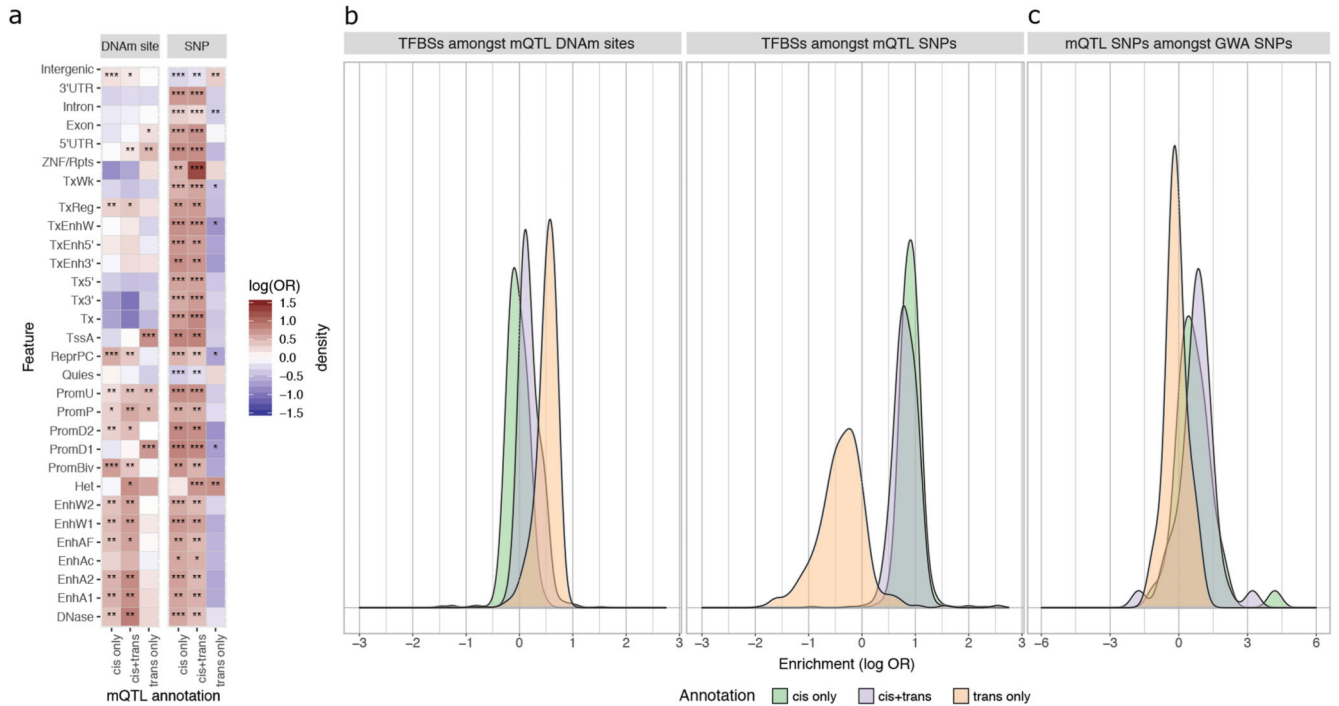 a
DNAm site
SNP
Feature
Intergenic
3'UTR
Intron
Exon
5'UTR
ZNF/Rpts
TxWk
TxReg
TxEnhW
TxEnh5'
TxEnh3'
Tx5'
Tx3'
Tx
TssA
ReprPC
Quies
PromU
PromP
PromD2
PromD1
PromBiv
Het
EnhW2
EnhW1
EnhAF
EnhAc
EnhA2
EnhA1
DNase
cis only
cis+trans
trans only
cis only
cis+trans
trans only
mQTL annotation
log(OR)
1.5
1.0
0.5
0.0
−0.5
−1.0
−1.5
b
TFBSs amongst mQTL DNAm sites
TFBSs amongst mQTL SNPs
density
−3 −2 −1 0 1 2 3
−3 −2 −1 0 1 2 3
c
mQTL SNPs amongst GWA SNPs
−6 −3 0 3 6
Enrichment (log OR)
Annotation cis only cis+trans trans only